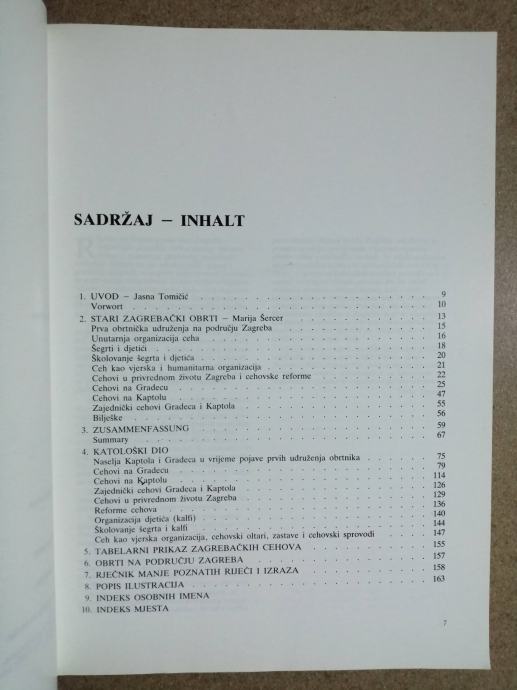 SADRŽAJ – INHALT
1. UVOD – Jasna Tomičić . . . 9
Vorwort . . . 10
2. STARI ZAGREBAČKI OBRTI – Marija Šercer . . . 13
Prva obrtnička udruženja na području Zagreba . . . 15
Unutarnja organizacija ceha . . . 16
Šegrti i djetići . . . 18
Školovanje šegrta i djetića . . . 20
Ceh kao vjerska i humanitarna organizacija . . . 21
Cehovi u privrednom životu Zagreba i cehovske reforme . . . 22
Cehovi na Gradecu . . . 25
Cehovi na Kaptolu . . . 47
Zajednički cehovi Gradeca i Kaptola . . . 55
Bilješke . . . 56
3. ZUSAMMENFASSUNG . . . 59
Summary . . . 67
4. KATOLOŠKI DIO
Naselja Kaptola i Gradeca u vrijeme pojave prvih udruženja obrtnika . . . 75
Cehovi na Gradecu . . . 79
Cehovi na Kaptolu . . . 114
Zajednički cehovi Gradeca i Kaptola . . . 126
Cehovi u privrednom životu Zagreba . . . 129
Reforme cehova . . . 136
Organizacija djetića (kalfi) . . . 140
Školovanje šegrta i kalfi . . . 144
Ceh kao vjerska organizacija, cehovski oltari, zastave i cehovski sprovodi . . . 147
5. TABELARNI PRIKAZ ZAGREBAČKIH CEHOVA . . . 155
6. OBRTI NA PODRUČJU ZAGREBA . . . 157
7. RJEČNIK MANJE POZNATIH RIJEČI I IZRAZA . . . 158
8. POPIS ILUSTRACIJA . . . 163
9. INDEKS OSOBNIH IMENA
10. INDEKS MJESTA
7